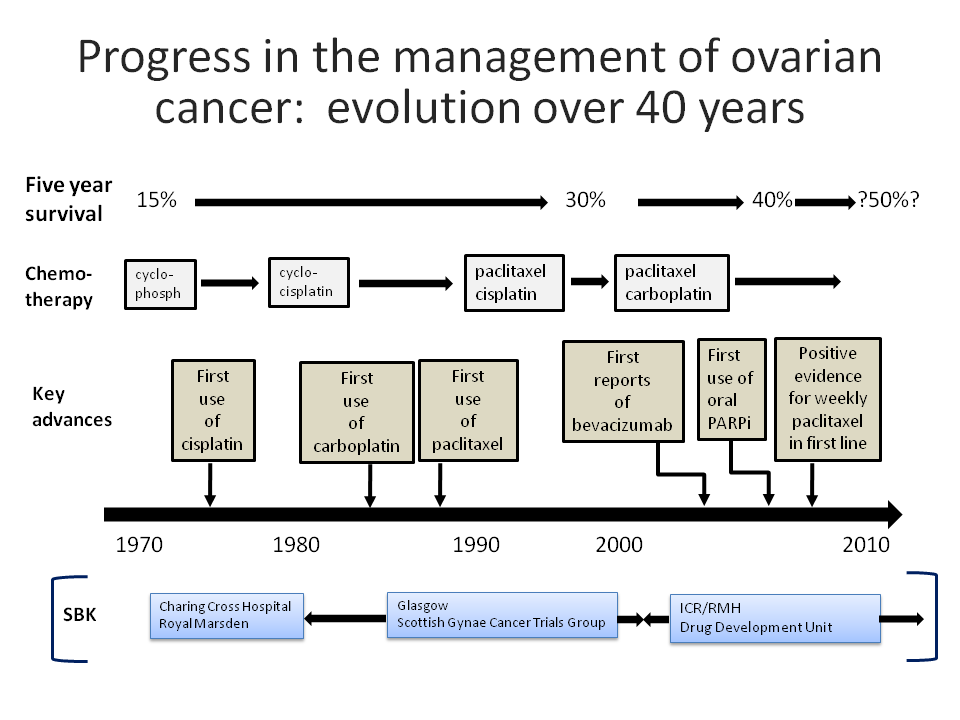 Progress in the management of ovarian
cancer:  evolution over 40 years
Five year
survival
15%
30%
40%
?50%?
Chemo-
therapy
cyclo-
phosph
cyclo-
cisplatin
paclitaxel
cisplatin
paclitaxel
carboplatin
Key
advances
First
use
of
cisplatin
First
use
of
carboplatin
First
use
of
paclitaxel
First
reports
of
bevacizumab
First
use of
oral
PARPi
Positive
evidence
for weekly
paclitaxel
in first line
1970
1980
1990
2000
2010
SBK
Charing Cross Hospital
Royal Marsden
Glasgow
Scottish Gynae Cancer Trials Group
ICR/RMH
Drug Development Unit